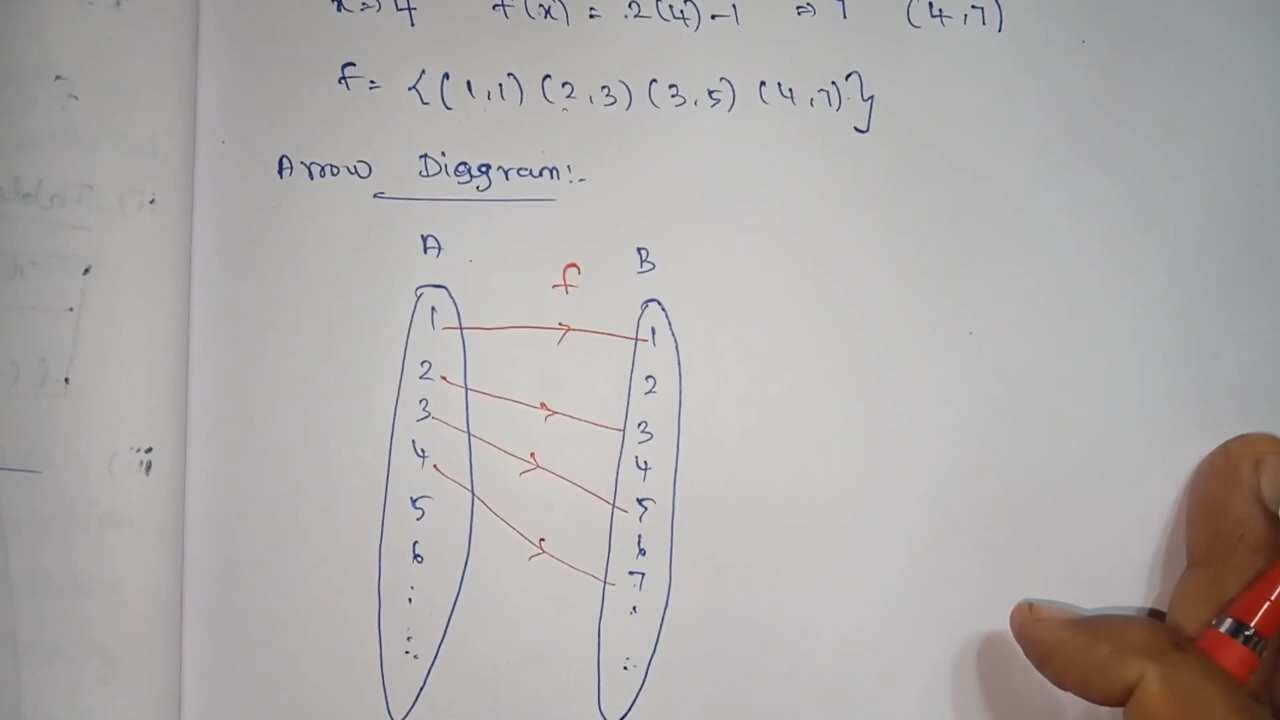 x⇒4 f(x) = 2(4)-1 ⇒ 7 (4,7)
f= {(1,1) (2,3) (3,5) (4,7)}
Arrow Diggram:-
A B
f
1 1
2 2
3 3
4 4
5 5
6 6
7